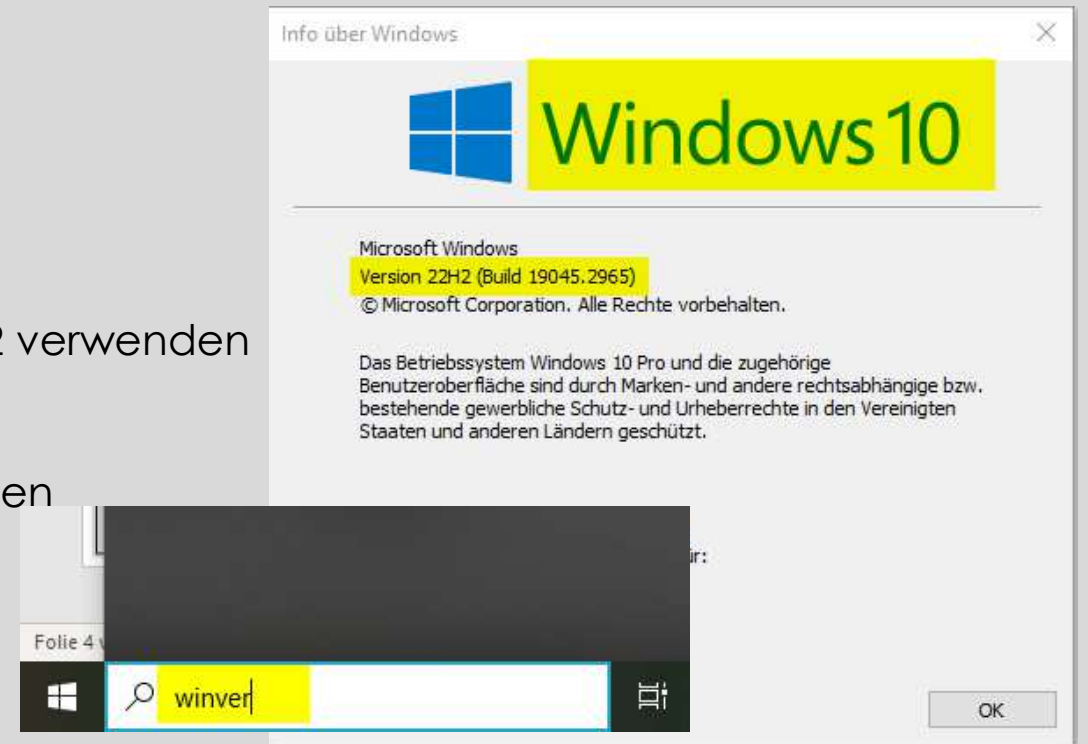 Info über Windows
Windows 10
Microsoft Windows
Version 22H2 (Build 19045.2965)
© Microsoft Corporation. Alle Rechte vorbehalten.
2 verwenden
Das Betriebssystem Windows 10 Pro und die zugehörige
Benutzeroberfläche sind durch Marken- und andere rechtsabhängige bzw.
bestehende gewerbliche Schutz- und Urheberrechte in den Vereinigten
Staaten und anderen Ländern geschützt.
en
ür:
Folie 4 v
winver
OK